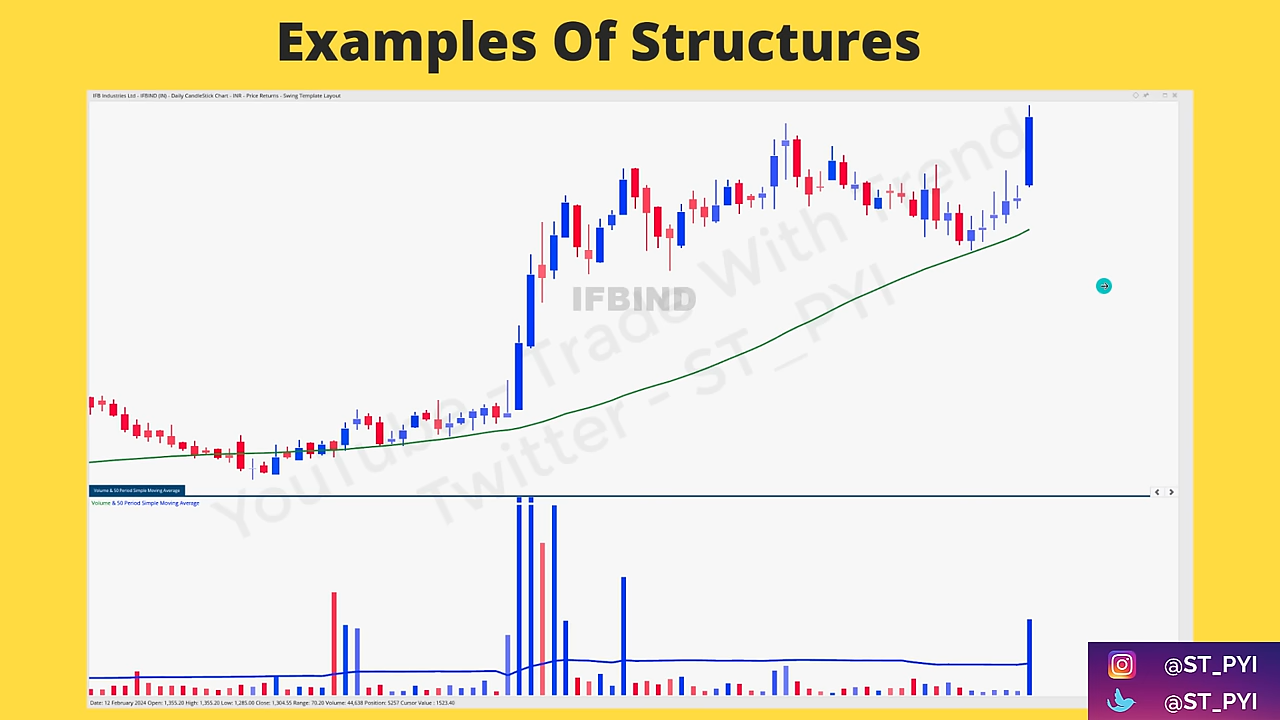 Examples Of Structures
IFB Industries Ltd - IFBIND (IN) - Daily CandleStick Chart - INR - Price Returns - Swing Template Layout
IFBIND
YouTube - Trade With Trend
Twitter - ST_PYI
Volume & 50 Period Simple Moving Average
Volume & 50 Period Simple Moving Average
Date: 12 February 2024 Open: 1,355.20 High: 1,355.20 Low: 1,285.00 Close: 1,304.55 Range: 70.20 Volume: 44,638 Position: 5257 Cursor Value : 1523.40
@ST_PYI
@ST_PYI